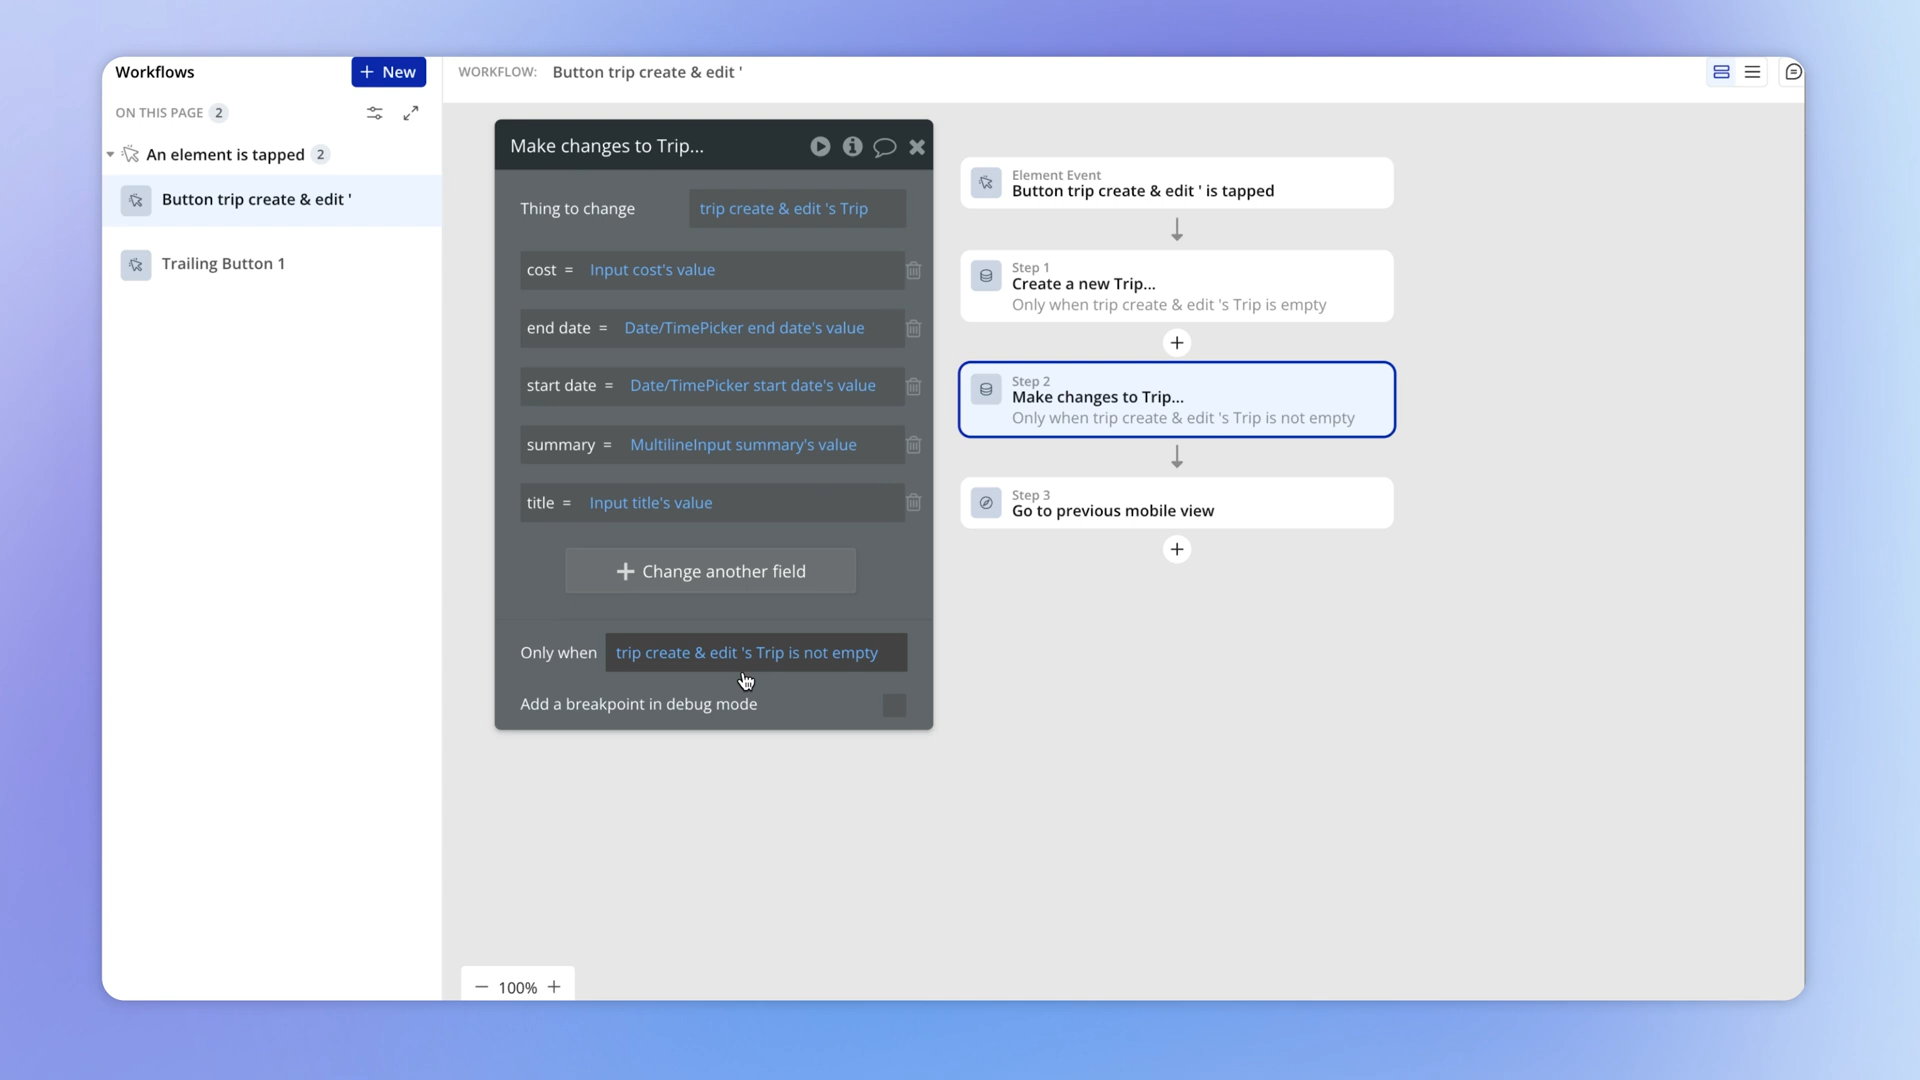 Workflows
+ New
WORKFLOW: Button trip create & edit '
ON THIS PAGE 2
An element is tapped 2
Button trip create & edit '
Trailing Button 1
Make changes to Trip...
Thing to change trip create & edit 's Trip
cost = Input cost's value
end date = Date/TimePicker end date's value
start date = Date/TimePicker start date's value
summary = MultilineInput summary's value
title = Input title's value
+ Change another field
Only when trip create & edit 's Trip is not empty
Add a breakpoint in debug mode
Element Event
Button trip create & edit ' is tapped
Step 1
Create a new Trip...
Only when trip create & edit 's Trip is empty
Step 2
Make changes to Trip...
Only when trip create & edit 's Trip is not empty
Step 3
Go to previous mobile view
− 100% +